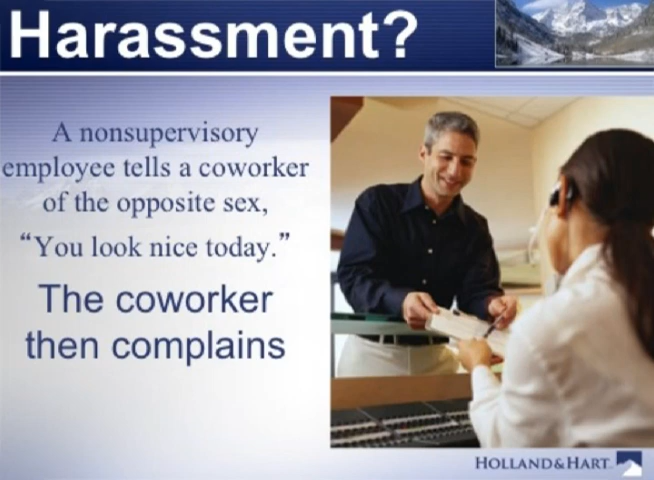 Harassment?
A nonsupervisory
employee tells a coworker
of the opposite sex,
“You look nice today.”
The coworker
then complains
HOLLAND & HART